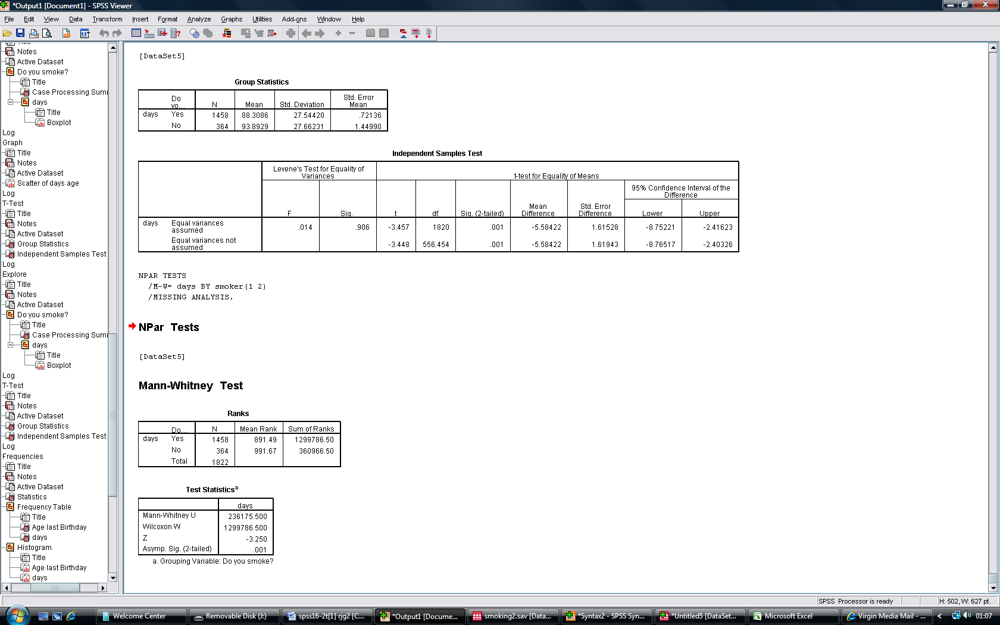 *Output1 [Document1] - SPSS Viewer
File Edit View Data Transform Insert Format Analyze Graphs Utilities Add-ons Window Help
Title
Notes
Active Dataset
Do you smoke?
Title
Case Processing Sum
days
Title
Boxplot
Log
Graph
Title
Notes
Active Dataset
Scatter of days age
Log
T-Test
Title
Notes
Active Dataset
Group Statistics
Independent Samples Test
Log
Explore
Title
Notes
Active Dataset
Do you smoke?
Title
Case Processing Sum
days
Title
Boxplot
Log
T-Test
Title
Notes
Active Dataset
Group Statistics
Independent Samples Test
Log
Frequencies
Title
Notes
Active Dataset
Statistics
Frequency Table
Title
Age last Birthday
days
Histogram
Title
Age last Birthday
days
[DataSet5]
Group Statistics
Do yo... N Mean Std. Deviation Std. Error Mean
days Yes 1458 88.3086 27.54420 .72136
No 364 93.8929 27.66231 1.44990
Independent Samples Test
Levene's Test for Equality of Variances t-test for Equality of Means
95% Confidence Interval of the Difference
F Sig. t df Sig. (2-tailed) Mean Difference Std. Error Difference Lower Upper
days Equal variances assumed .014 .906 -3.457 1820 .001 -5.58422 1.61528 -8.75221 -2.41623
Equal variances not assumed -3.448 556.454 .001 -5.58422 1.61943 -8.76517 -2.40326
NPAR TESTS
/M-W= days BY smoker(1 2)
/MISSING ANALYSIS.
NPar Tests
[DataSet5]
Mann-Whitney Test
Ranks
Do... N Mean Rank Sum of Ranks
days Yes 1458 891.49 1299786.50
No 364 991.67 360966.50
Total 1822
Test Statisticsa
days
Mann-Whitney U 236175.500
Wilcoxon W 1299786.500
Z -3.250
Asymp. Sig. (2-tailed) .001
a. Grouping Variable: Do you smoke?
SPSS Processor is ready H: 502, W: 627 pt.
Welcome Center Removable Disk (J:) spss16-2t[1] rjg2 [C... *Output1 [Docume... smoking2.sav [Data... *Syntax2 - SPSS Syn... *Untitled5 [DataSet... Microsoft Excel Virgin Media Mail - ... 01:07